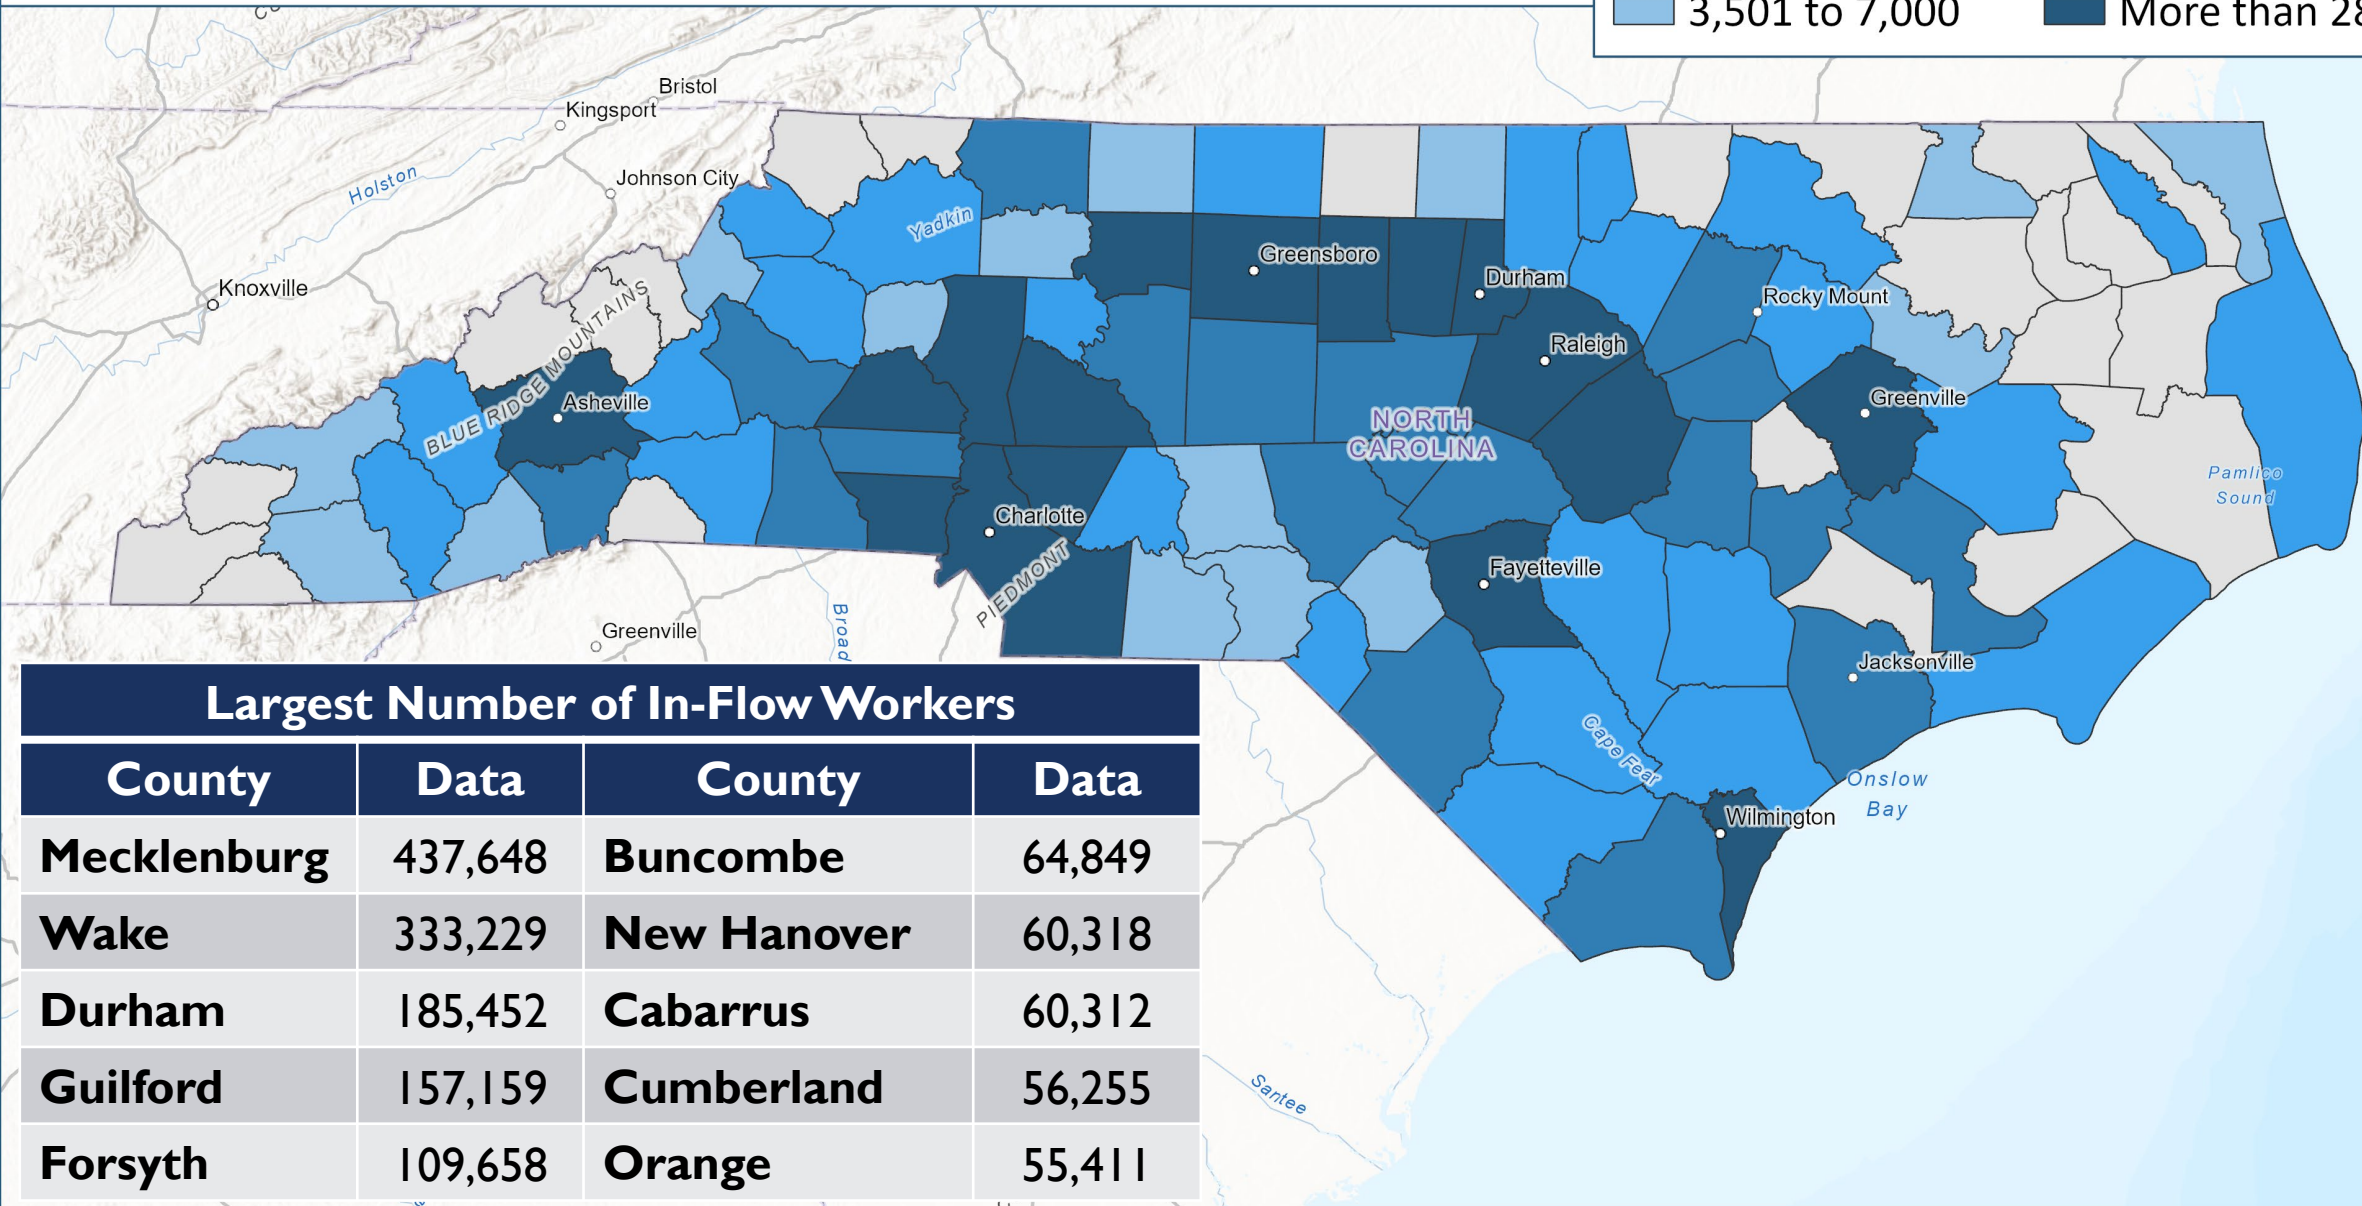 3,501 to 7,000
More than 28
Bristol
Kingsport
Johnson City
Holston
Yadkin
Knoxville
Greensboro
Durham
Rocky Mount
Raleigh
BLUE RIDGE MOUNTAINS
Asheville
Greenville
NORTH
CAROLINA
Pamlico
Sound
Charlotte
PIEDMONT
Fayetteville
Greenville
Broad
Jacksonville
Cape Fear
Onslow
Bay
Wilmington
Santee
Largest Number of In-Flow Workers
County Data County Data
Mecklenburg 437,648 Buncombe 64,849
Wake 333,229 New Hanover 60,318
Durham 185,452 Cabarrus 60,312
Guilford 157,159 Cumberland 56,255
Forsyth 109,658 Orange 55,411